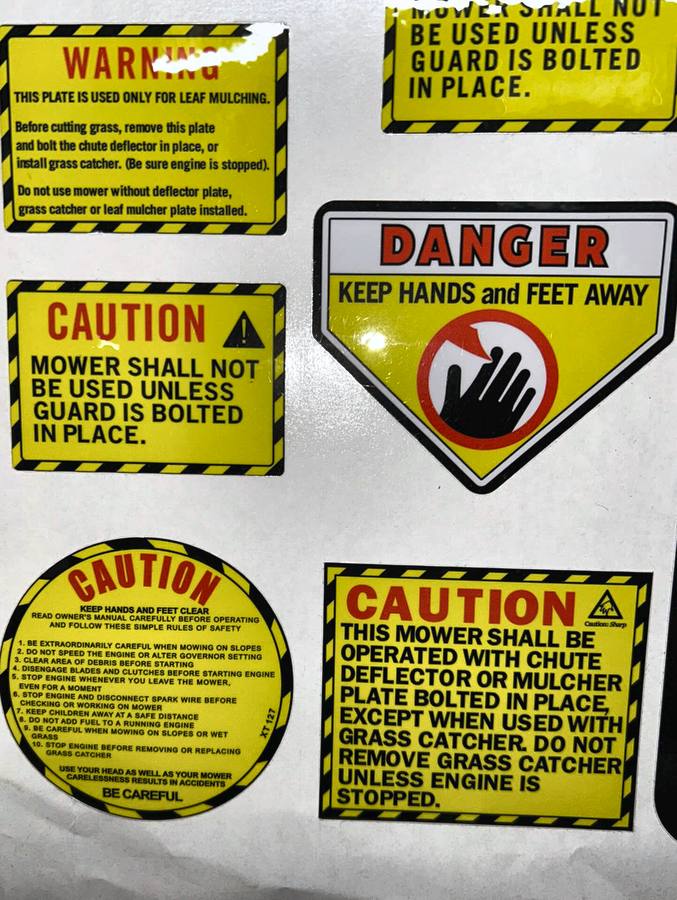 WARNING
THIS PLATE IS USED ONLY FOR LEAF MULCHING.
Before cutting grass, remove this plate
and bolt the chute deflector in place, or
install grass catcher. (Be sure engine is stopped).
Do not use mower without deflector plate,
grass catcher or leaf mulcher plate installed.
MOWER SHALL NOT
BE USED UNLESS
GUARD IS BOLTED
IN PLACE.
CAUTION
MOWER SHALL NOT
BE USED UNLESS
GUARD IS BOLTED
IN PLACE.
DANGER
KEEP HANDS and FEET AWAY
CAUTION
KEEP HANDS AND FEET CLEAR
READ OWNER'S MANUAL CAREFULLY BEFORE OPERATING
AND FOLLOW THESE SIMPLE RULES OF SAFETY
1. BE EXTRAORDINARILY CAREFUL WHEN MOWING ON SLOPES
2. DO NOT SPEED THE ENGINE OR ALTER GOVERNOR SETTING
3. CLEAR AREA OF DEBRIS BEFORE STARTING
4. DISENGAGE BLADES AND CLUTCHES BEFORE STARTING ENGINE
5. STOP ENGINE WHENEVER YOU LEAVE THE MOWER,
EVEN FOR A MOMENT
6. STOP ENGINE AND DISCONNECT SPARK WIRE BEFORE
CHECKING OR WORKING ON MOWER
7. KEEP CHILDREN AWAY AT A SAFE DISTANCE
8. DO NOT ADD FUEL TO A RUNNING ENGINE
9. BE CAREFUL WHEN MOWING ON SLOPES OR WET
GRASS
10. STOP ENGINE BEFORE REMOVING OR REPLACING
GRASS CATCHER
USE YOUR HEAD AS WELL AS YOUR MOWER
CARELESSNESS RESULTS IN ACCIDENTS
BE CAREFUL
XT 127
CAUTION
Caution: Sharp
THIS MOWER SHALL BE
OPERATED WITH CHUTE
DEFLECTOR OR MULCHER
PLATE BOLTED IN PLACE,
EXCEPT WHEN USED WITH
GRASS CATCHER. DO NOT
REMOVE GRASS CATCHER
UNLESS ENGINE IS
STOPPED.